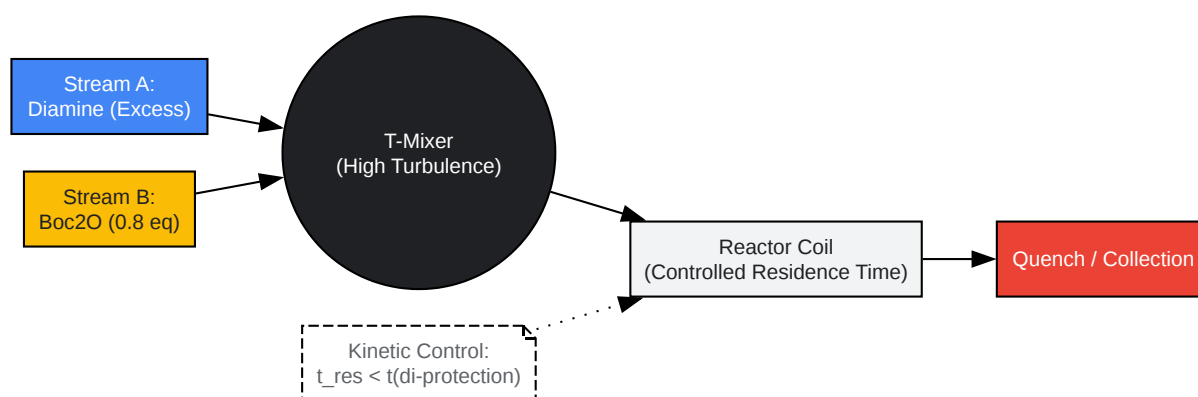 Stream A:
Diamine (Excess)
Stream B:
Boc2O (0.8 eq)
T-Mixer
(High Turbulence)
Reactor Coil
(Controlled Residence Time)
Quench / Collection
Kinetic Control:
t_res < t(di-protection)